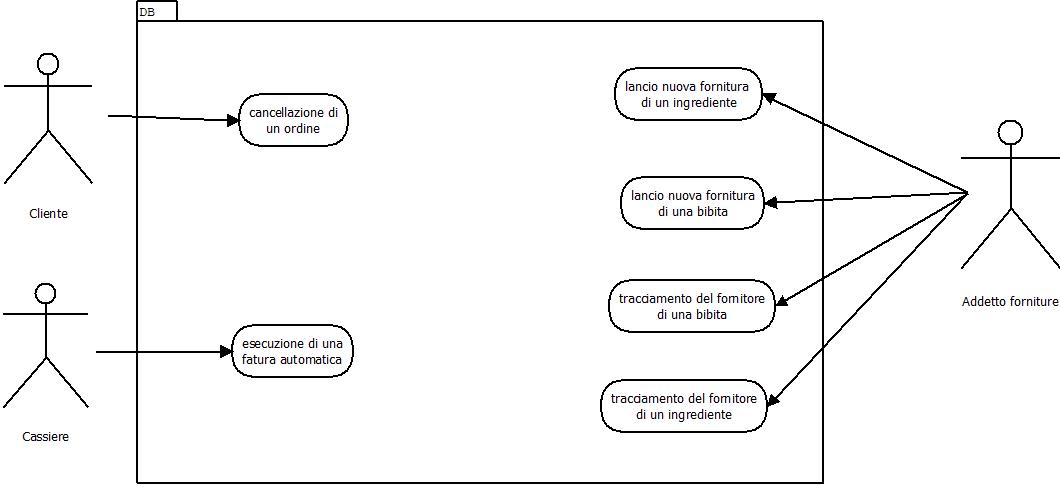 DB
cancellazione di
un ordine
Cliente
esecuzione di una
fatura automatica
Cassiere
lancio nuova fornitura
di un ingrediente
lancio nuova fornitura
di una bibita
tracciamento del fornitore
di una bibita
tracciamento del fornitore
di un ingrediente
Addetto forniture